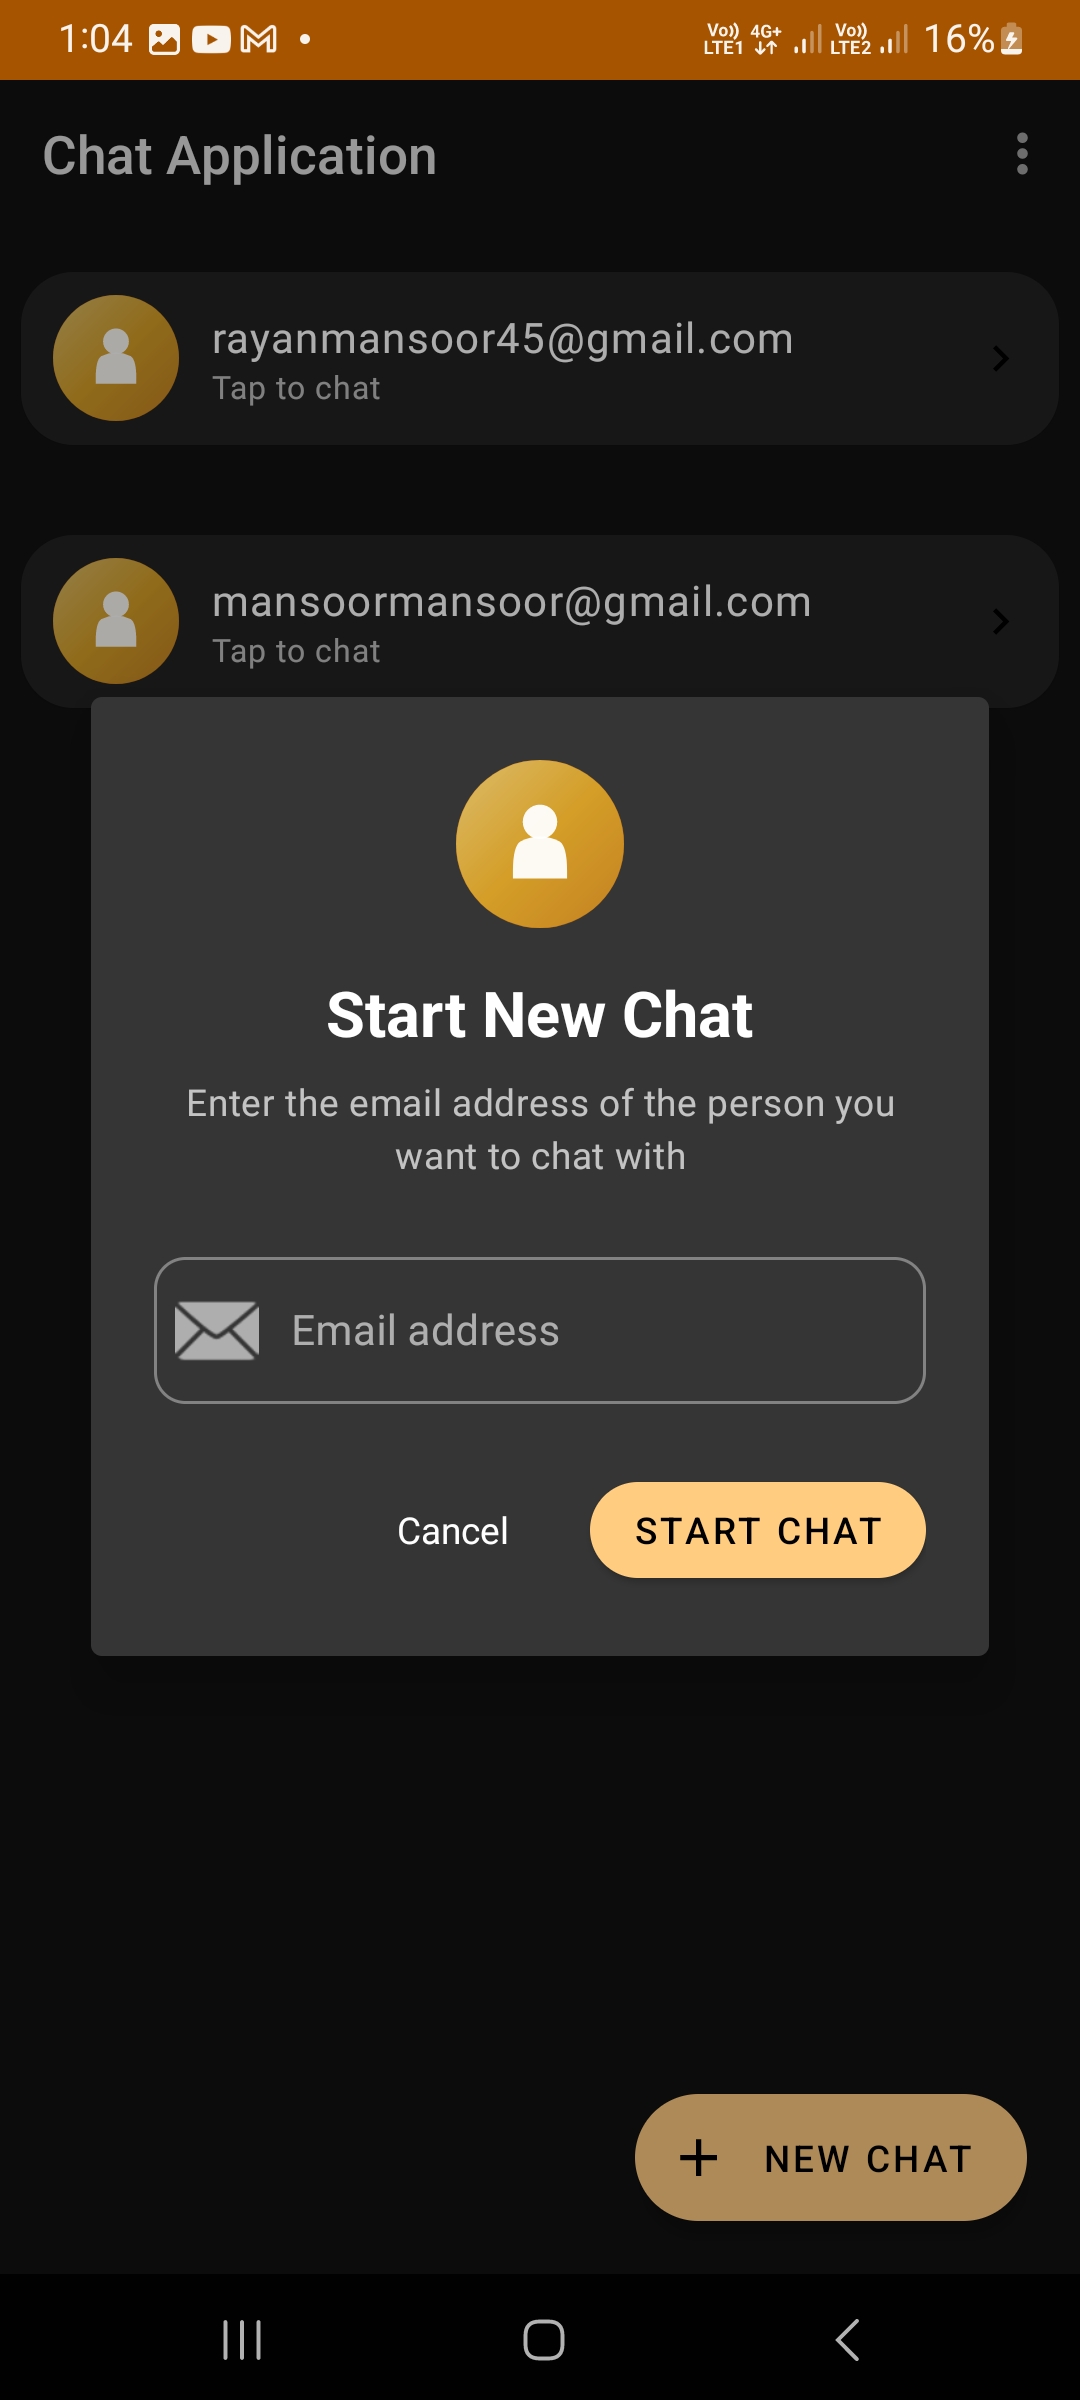 1:04
Vo)) LTE1 4G+ Vo)) LTE2 16%
Chat Application
rayanmansoor45@gmail.com
Tap to chat
mansoormansoor@gmail.com
Tap to chat
Start New Chat
Enter the email address of the person you
want to chat with
Email address
Cancel
START CHAT
NEW CHAT